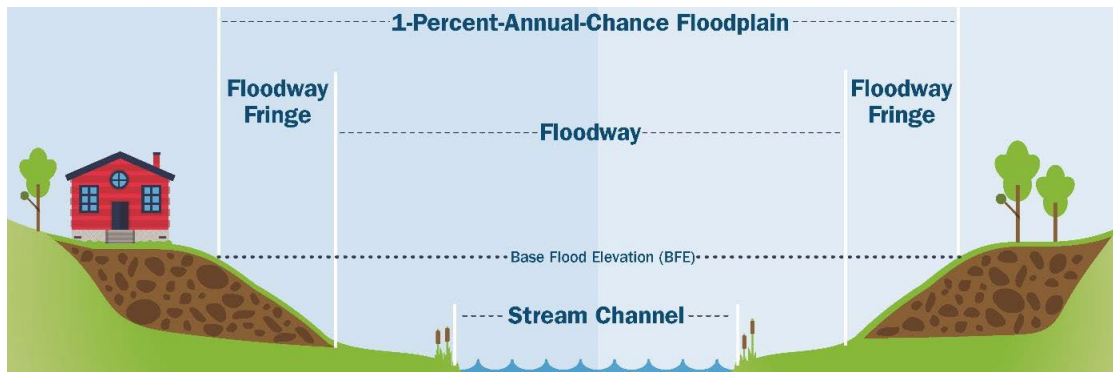 1-Percent-Annual-Chance Floodplain
Floodway
Fringe
Floodway
Floodway
Fringe
Base Flood Elevation (BFE)
Stream Channel